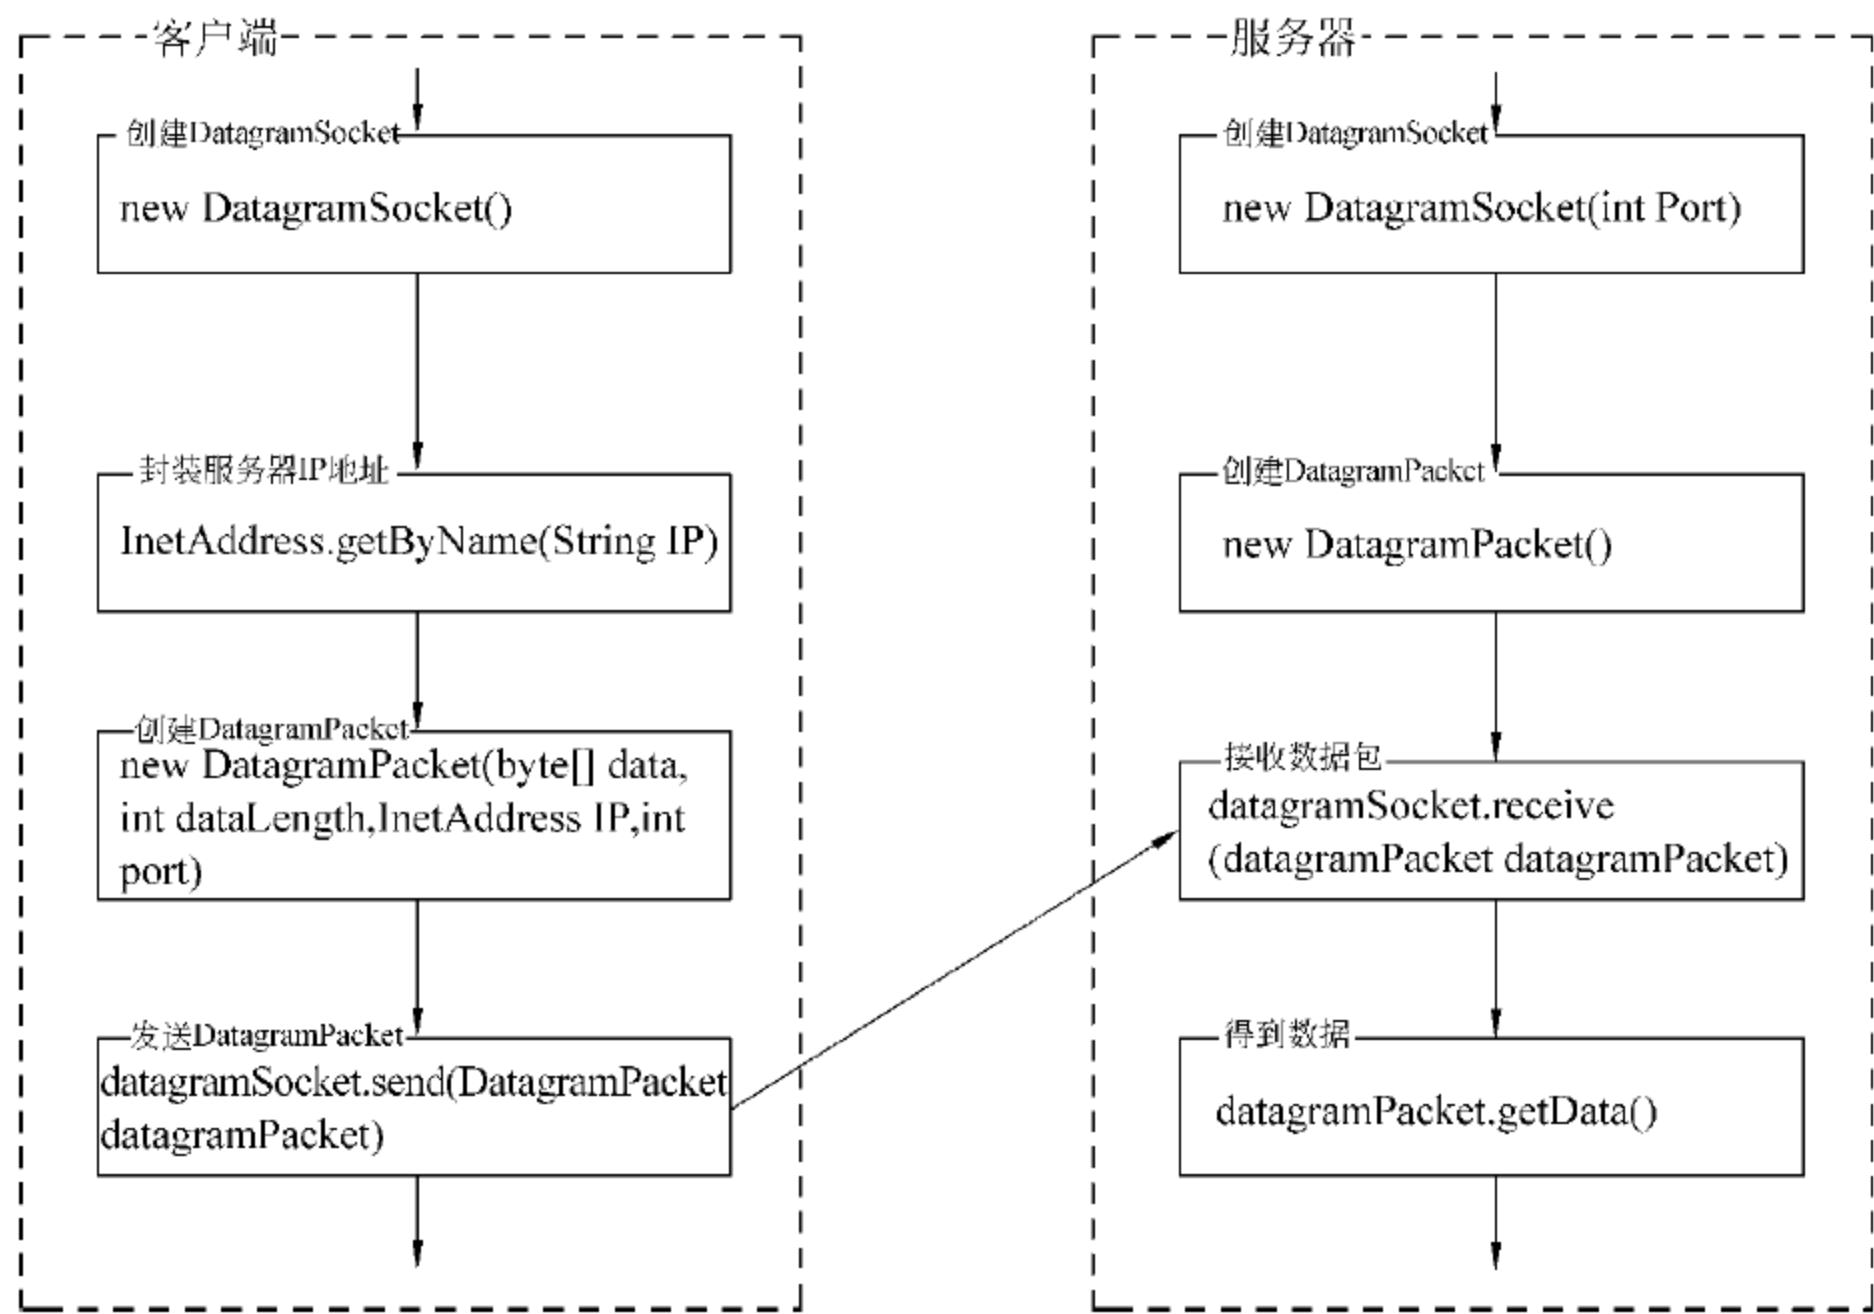 客户端
创建DatagramSocket
new DatagramSocket()
封装服务器IP地址
InetAddress.getByName(String IP)
创建DatagramPacket
new DatagramPacket(byte[] data,
int dataLength,InetAddress IP,int
port)
发送DatagramPacket
datagramSocket.send(DatagramPacket
datagramPacket)
服务器
创建DatagramSocket
new DatagramSocket(int Port)
创建DatagramPacket
new DatagramPacket()
接收数据包
datagramSocket.receive
(datagramPacket datagramPacket)
得到数据
datagramPacket.getData()